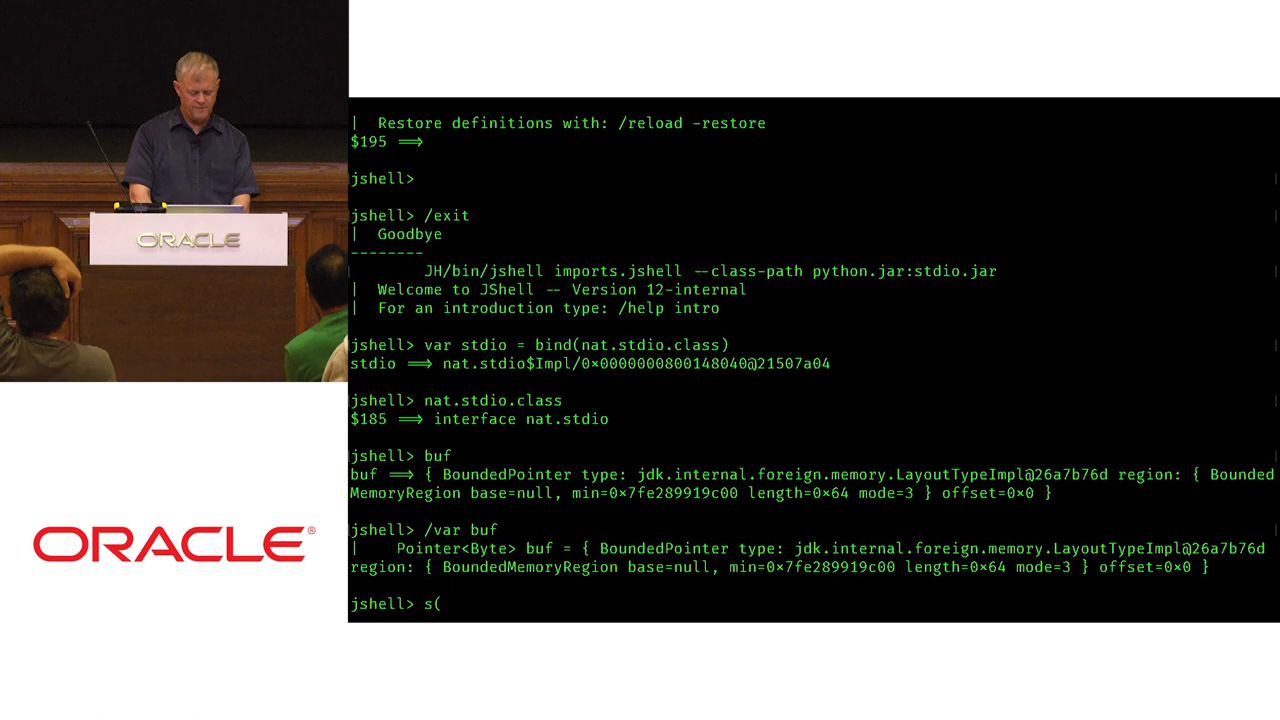 ORACLE
ORACLE®
| Restore definitions with: /reload -restore
$195 ==>
jshell>
jshell> /exit
| Goodbye
--------
JH/bin/jshell imports.jshell --class-path python.jar:stdio.jar
| Welcome to JShell -- Version 12-internal
| For an introduction type: /help intro
jshell> var stdio = bind(nat.stdio.class)
stdio ==> nat.stdio$Impl/0x0000000800148040@21507a04
jshell> nat.stdio.class
$185 ==> interface nat.stdio
jshell> buf
buf ==> { BoundedPointer type: jdk.internal.foreign.memory.LayoutTypeImpl@26a7b76d region: { Bounded
MemoryRegion base=null, min=0x7fe289919c00 length=0x64 mode=3 } offset=0x0 }
jshell> /var buf
| Pointer<Byte> buf = { BoundedPointer type: jdk.internal.foreign.memory.LayoutTypeImpl@26a7b76d
region: { BoundedMemoryRegion base=null, min=0x7fe289919c00 length=0x64 mode=3 } offset=0x0 }
jshell> s(